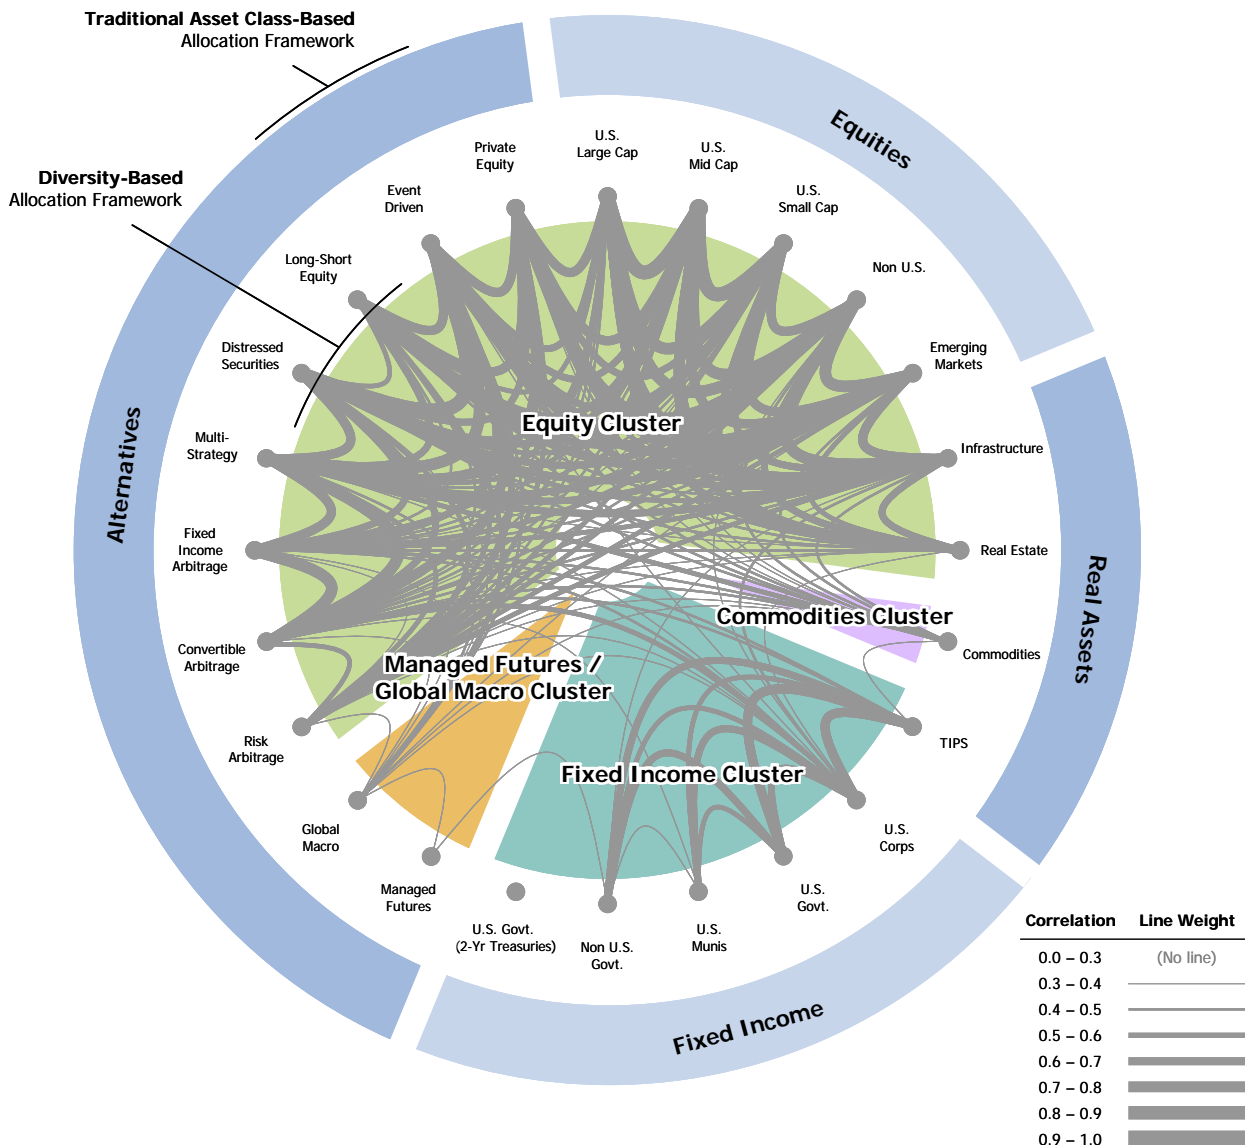 Traditional Asset Class-Based
Allocation Framework
Diversity-Based
Allocation Framework
Equities
Real Assets
Fixed Income
Alternatives
U.S.
Large Cap
U.S.
Mid Cap
U.S.
Small Cap
Non U.S.
Emerging
Markets
Infrastructure
Real Estate
Commodities
TIPS
U.S.
Corps
U.S.
Govt.
U.S.
Munis
Non U.S.
Govt.
U.S. Govt.
(2-Yr Treasuries)
Managed
Futures
Global
Macro
Risk
Arbitrage
Convertible
Arbitrage
Fixed
Income
Arbitrage
Multi-
Strategy
Distressed
Securities
Long-Short
Equity
Event
Driven
Private
Equity
Equity Cluster
Commodities Cluster
Managed Futures /
Global Macro Cluster
Fixed Income Cluster
Correlation Line Weight
0.0 – 0.3 (No line)
0.3 – 0.4
0.4 – 0.5
0.5 – 0.6
0.6 – 0.7
0.7 – 0.8
0.8 – 0.9
0.9 – 1.0